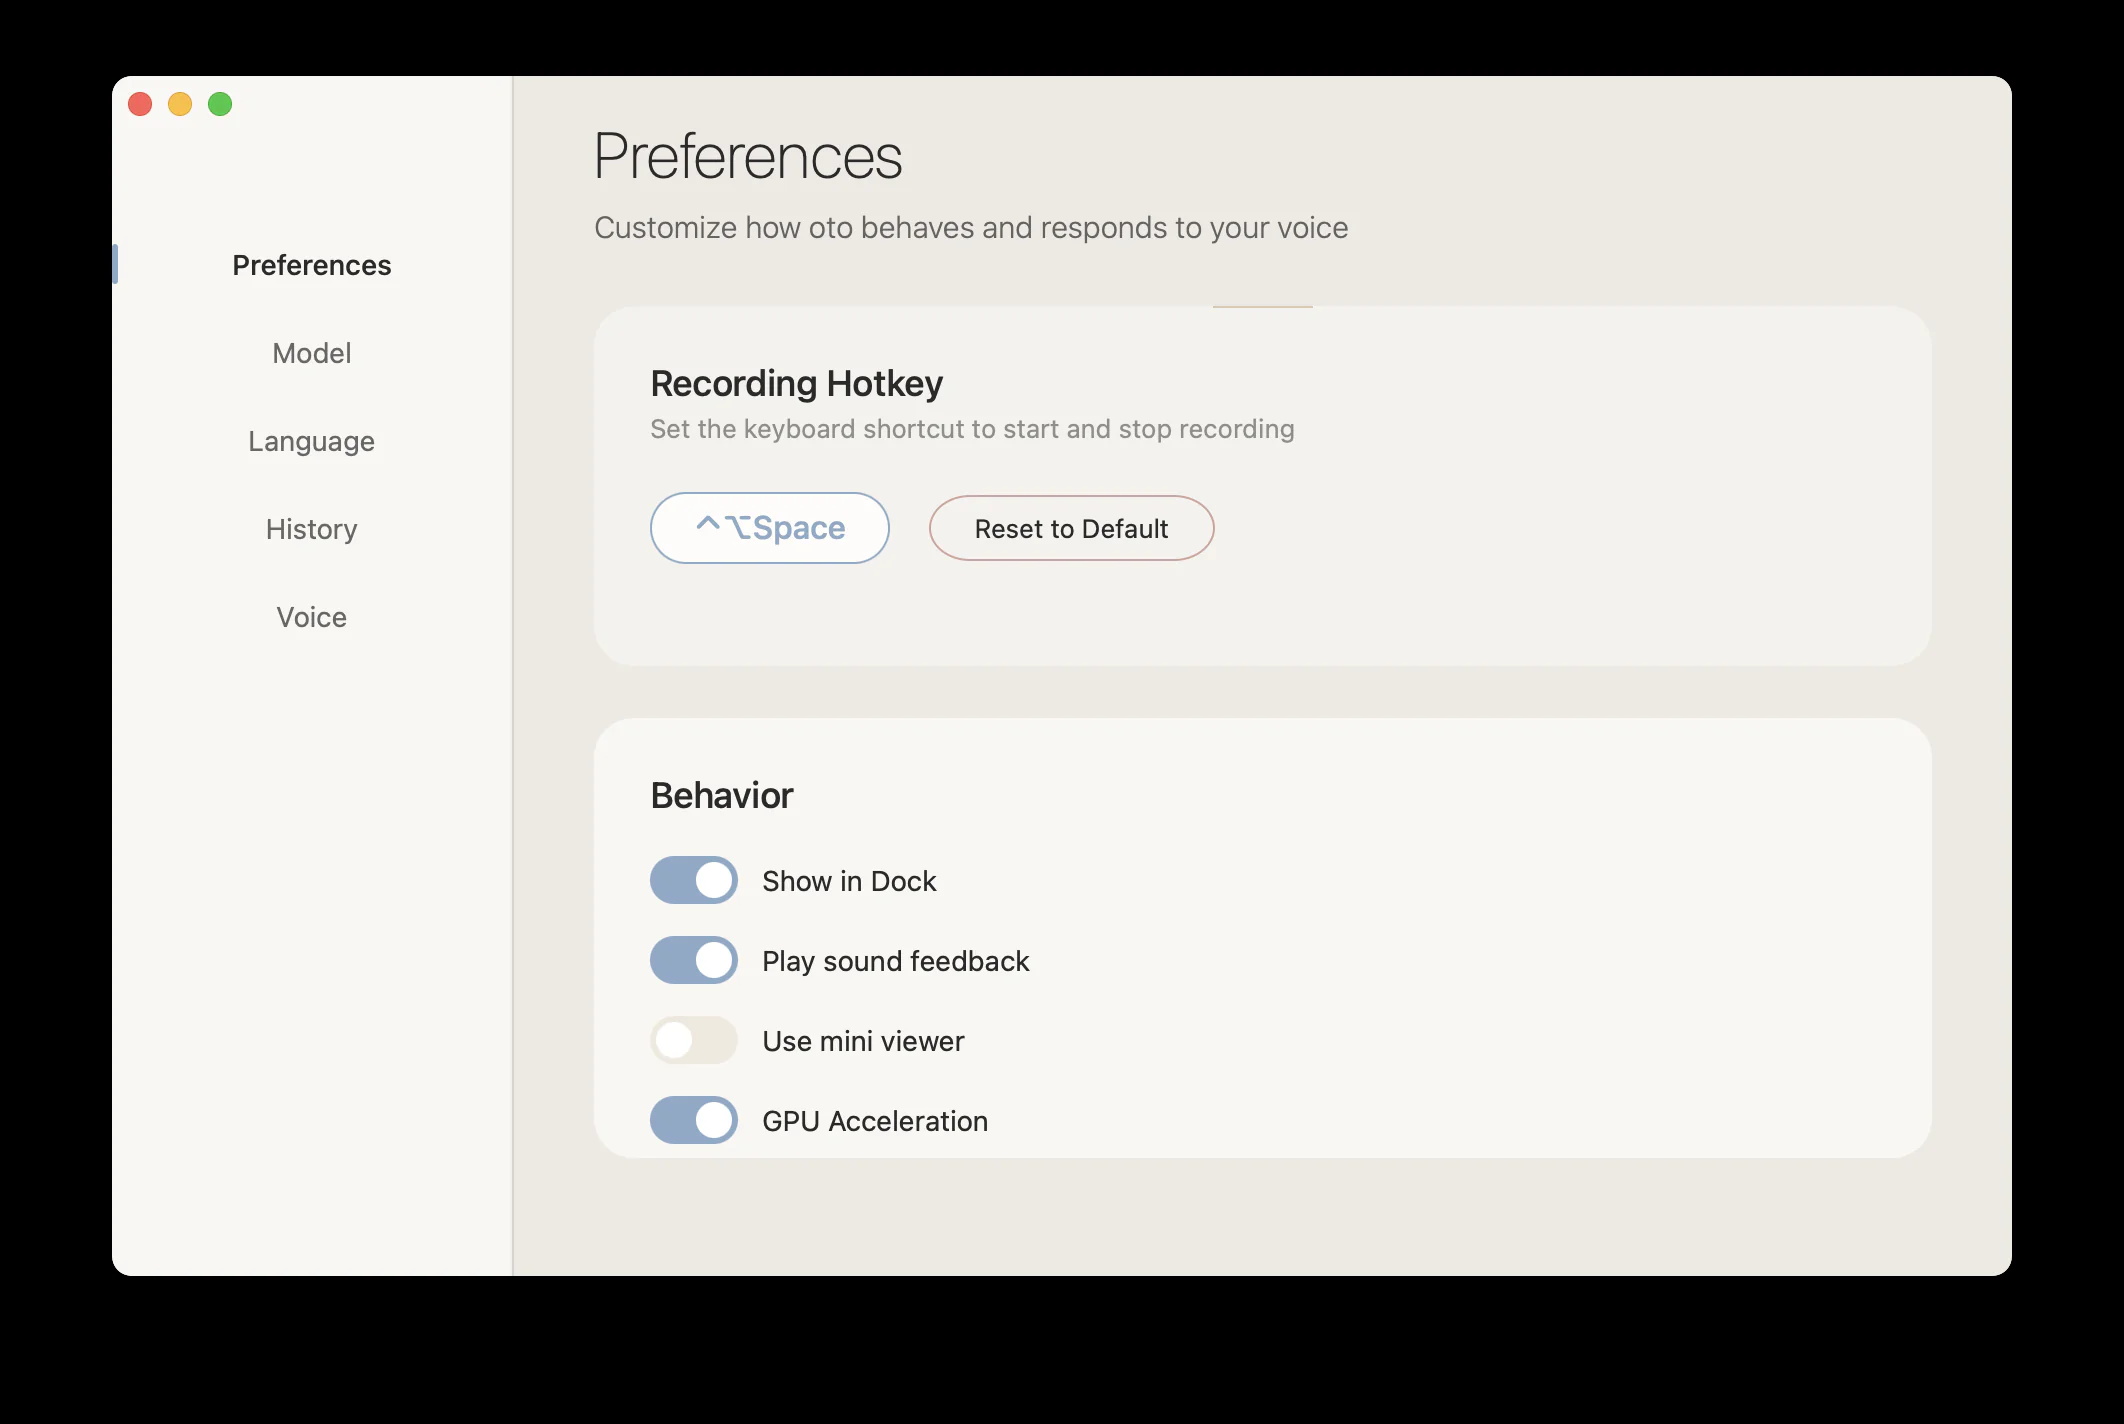 Preferences
Model
Language
History
Voice
Preferences
Customize how oto behaves and responds to your voice
Recording Hotkey
Set the keyboard shortcut to start and stop recording
⌃⌥Space
Reset to Default
Behavior
Show in Dock
Play sound feedback
Use mini viewer
GPU Acceleration